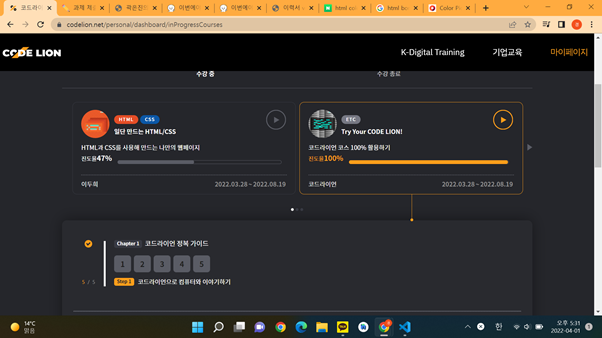 코드라이언
과제 제출
이번에마
이번에마
이력서 v
html co
html bo
Color Pi
codelion.net/personal/dashboard/inProgressCourses
공유
CODE LION
K-Digital Training
기업교육
마이페이지
수강 중
수강 종료
HTML CSS
일단 만드는 HTML/CSS
HTML과 CSS를 사용해 만드는 나만의 웹페이지
진도율47%
이두희
2022.03.28 ~ 2022.08.19
ETC
Try Your CODE LION!
코드라이언 코스 100% 활용하기
진도율100%
코드라이언
2022.03.28 ~ 2022.08.19
Chapter 1 코드라이언 정복 가이드
1 2 3 4 5
5 / 5
Step 1 코드라이언으로 컴퓨터와 이야기하기
14°C
맑음
한
오후 5:31
2022-04-01